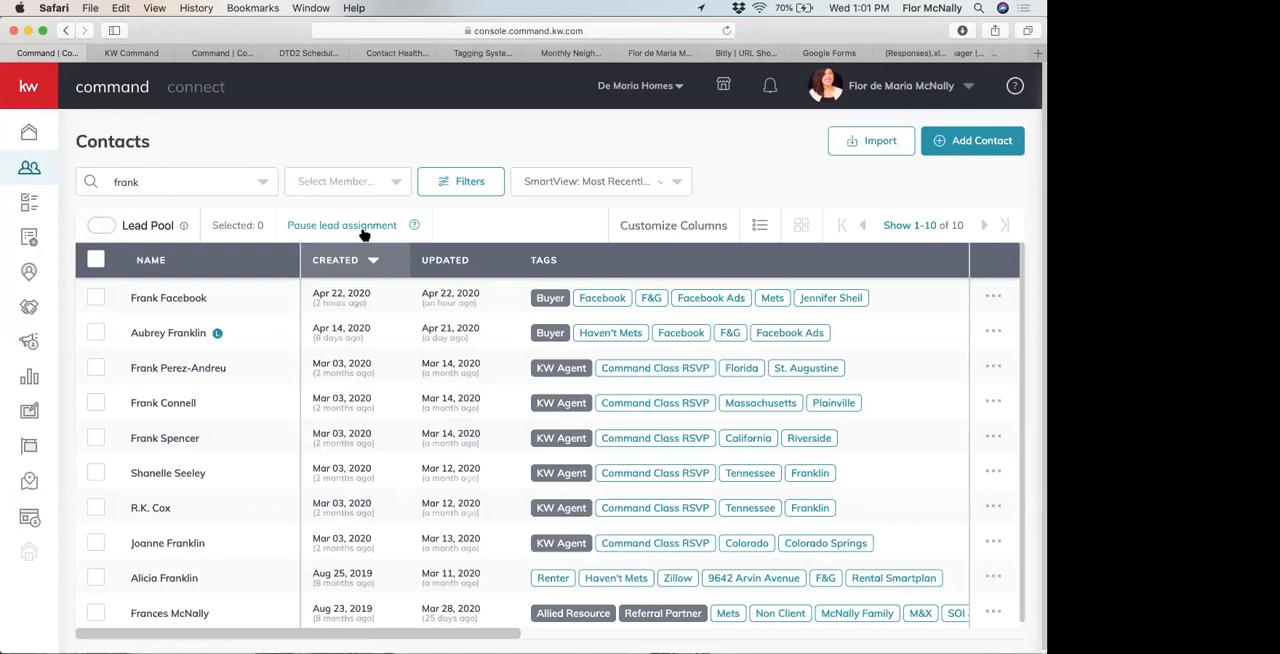 Safari File Edit View History Bookmarks Window Help 70% Wed 1:01 PM Flor McNally
console.command.kw.com
Command | Co... KW Command Command | Co... DTD2 Schedul... Contact Health... Tagging Syste... Monthly Neigh... Flor de Maria M... Bitly | URL Sho... Google Forms (Responses).xl... ager | ...
kw command connect De Maria Homes Flor de Maria McNally ?
Contacts Import Add Contact
frank Select Member... Filters SmartView: Most Recentl...
Lead Pool Selected: 0 Pause lead assignment ? Customize Columns Show 1-10 of 10
NAME CREATED UPDATED TAGS
Frank Facebook Apr 22, 2020 Apr 22, 2020 Buyer Facebook F&G Facebook Ads Mets Jennifer Sheil
(2 hours ago) (an hour ago)
Aubrey Franklin L Apr 14, 2020 Apr 21, 2020 Buyer Haven't Mets Facebook F&G Facebook Ads
(8 days ago) (a day ago)
Frank Perez-Andreu Mar 03, 2020 Mar 14, 2020 KW Agent Command Class RSVP Florida St. Augustine
(2 months ago) (a month ago)
Frank Connell Mar 03, 2020 Mar 14, 2020 KW Agent Command Class RSVP Massachusetts Plainville
(2 months ago) (a month ago)
Frank Spencer Mar 03, 2020 Mar 14, 2020 KW Agent Command Class RSVP California Riverside
(2 months ago) (a month ago)
Shanelle Seeley Mar 03, 2020 Mar 12, 2020 KW Agent Command Class RSVP Tennessee Franklin
(2 months ago) (a month ago)
R.K. Cox Mar 03, 2020 Mar 12, 2020 KW Agent Command Class RSVP Tennessee Franklin
(2 months ago) (a month ago)
Joanne Franklin Mar 03, 2020 Mar 13, 2020 KW Agent Command Class RSVP Colorado Colorado Springs
(2 months ago) (a month ago)
Alicia Franklin Aug 25, 2019 Mar 11, 2020 Renter Haven't Mets Zillow 9642 Arvin Avenue F&G Rental Smartplan
(8 months ago) (a month ago)
Frances McNally Aug 23, 2019 Mar 28, 2020 Allied Resource Referral Partner Mets Non Client McNally Family M&X SOI
(8 months ago) (25 days ago)